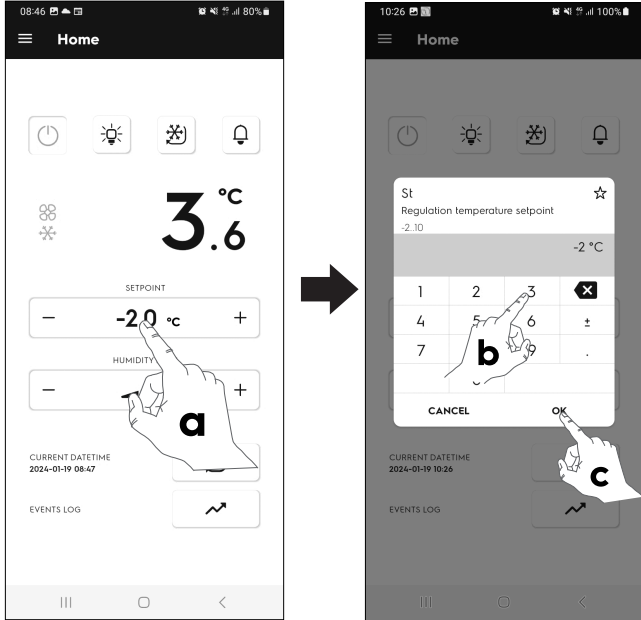 08:46 4G 80%
Home
3.6 °C
SETPOINT
− -2.0 °C +
HUMIDITY
− +
a
CURRENT DATETIME
2024-01-19 08:47
EVENTS LOG
10:26 4G 100%
Home
St
Regulation temperature setpoint
-2..10
-2 °C
1 2 3
4 5 6 ±
7 9 .
b
CANCEL OK
c
CURRENT DATETIME
2024-01-19 10:26
EVENTS LOG